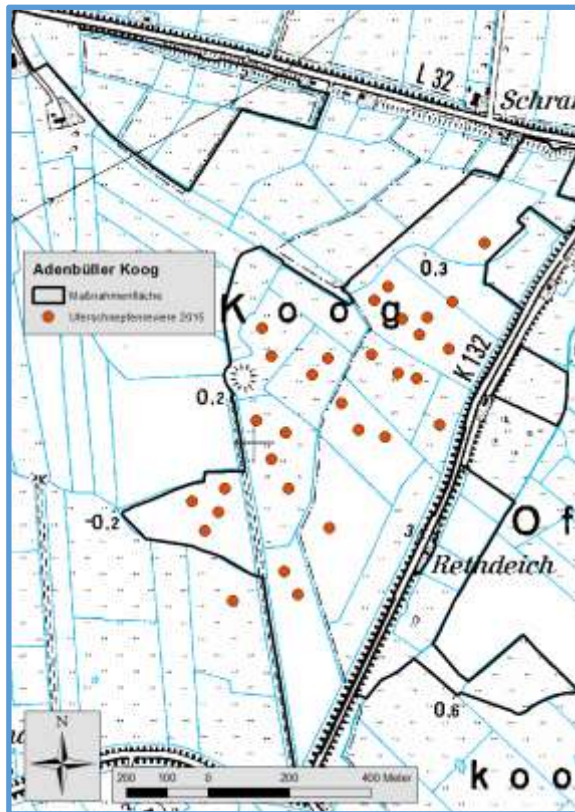 L 32
Schran
Adenbüller Koog
Maßnahmenfläche
Uferschnepfenreviere 2015
0,3
K o o g
K 132
0,2
-0,2
O f
3
Rethdeich
0,6
N
200 100 0 200 400 Meter
k o o